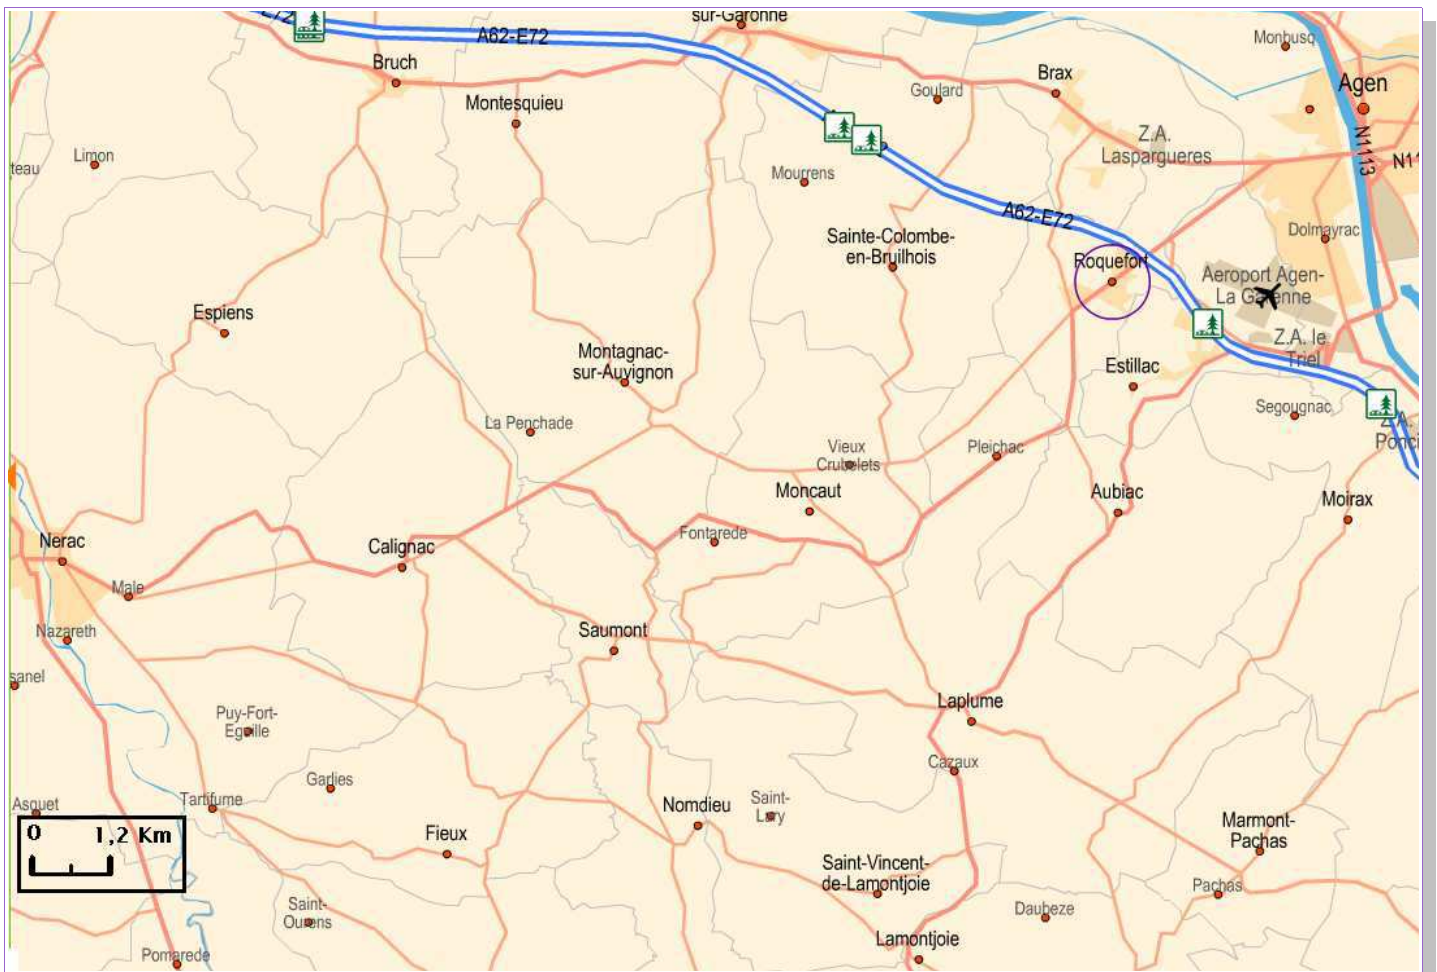 E72
A62-E72
sur-Garonne
Monbusq
Bruch
Brax
Agen
Goulard
Montesquieu
Z.A.
Laspargueres
N1113
Limon
teau
Mourrens
A62-E72
Dolmayrac
Sainte-Colombe-
en-Bruilhois
Roquefort
Aeroport Agen-
La Garenne
Espiens
Z.A. le
Triel
Montagnac-
sur-Auvignon
Estillac
Segougnac
La Penchade
Z.A.
Vieux
Crubelets
Pleichac
Moncaut
Aubiac
Moirax
Nerac
Calignac
Fontarede
Male
Nazareth
Saumont
sanel
Laplume
Puy-Fort-
Eguille
Cazaux
Garlies
Asquet
Tartifume
Nomdieu
Saint-
Lary
0 1,2 Km
Fieux
Marmont-
Pachas
Saint-Vincent-
de-Lamontjoie
Pachas
Saint-
Ourens
Daubeze
Lamontjoie
Pomarede